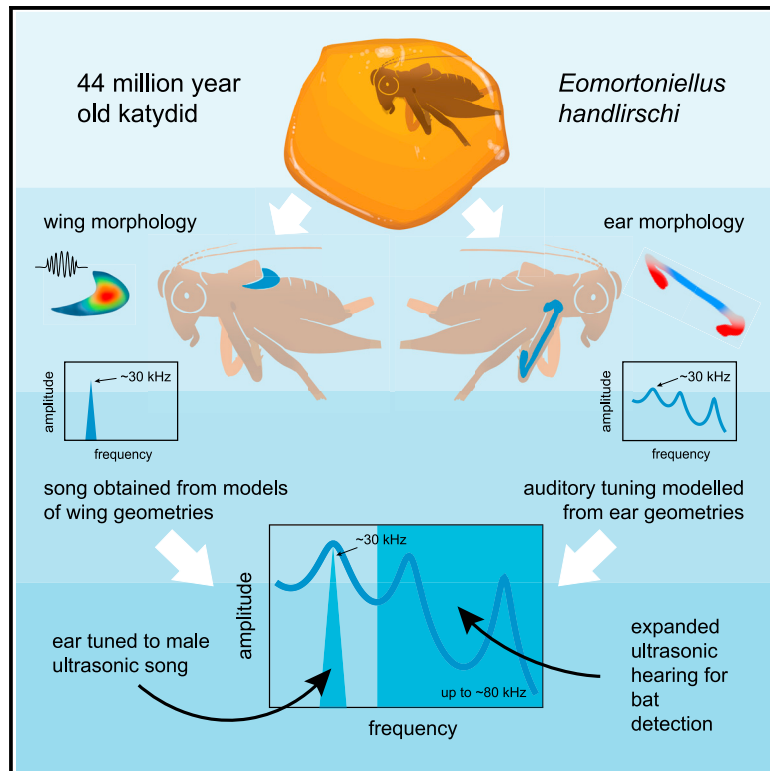 44 million year
old katydid
Eomortoniellus
handlirschi
wing morphology
ear morphology
~30 kHz
amplitude
frequency
~30 kHz
amplitude
frequency
song obtained from models
of wing geometries
auditory tuning modelled
from ear geometries
~30 kHz
amplitude
up to ~80 kHz
frequency
ear tuned to male
ultrasonic song
expanded
ultrasonic
hearing for
bat
detection